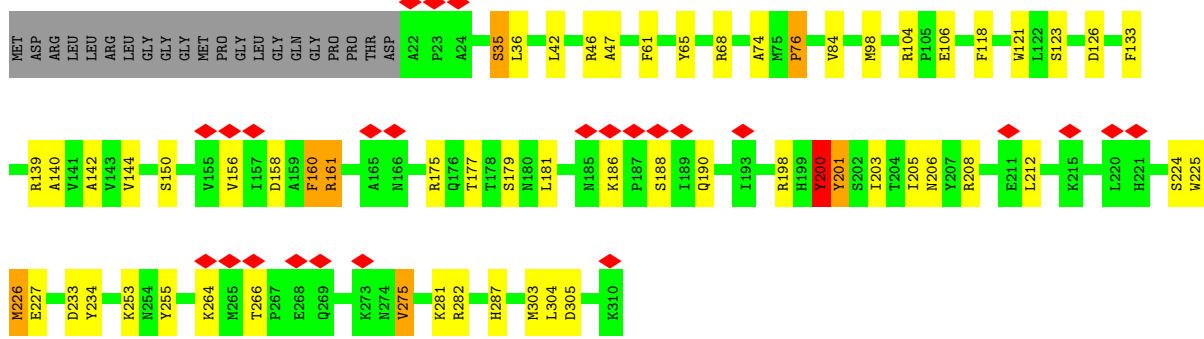 MET ASP ARG LEU LEU ARG LEU GLY GLY GLY MET PRO GLY LEU GLY GLN GLY PRO PRO THR ASP A22 P23 A24 S35 L36 L42 R46 A47 F61 Y65 R68 A74 M75 P76 V84 M98 R104 P105 E106 F118 W121 L122 S123 D126 F133
R139 A140 V141 A142 V143 V144 S150 V155 V156 I157 D158 A159 F160 R161 A165 N166 R175 Q176 T177 T178 S179 N180 L181 N185 K186 P187 S188 I189 Q190 I193 R198 H199 Y200 Y201 S202 I203 T204 I205 N206 Y207 R208 E211 L212 K215 L220 H221 S224 W225
M226 E227 D233 Y234 K253 N254 Y255 K264 M265 T266 P267 E268 Q269 K273 N274 V275 K281 R282 H287 M303 L304 D305 K310